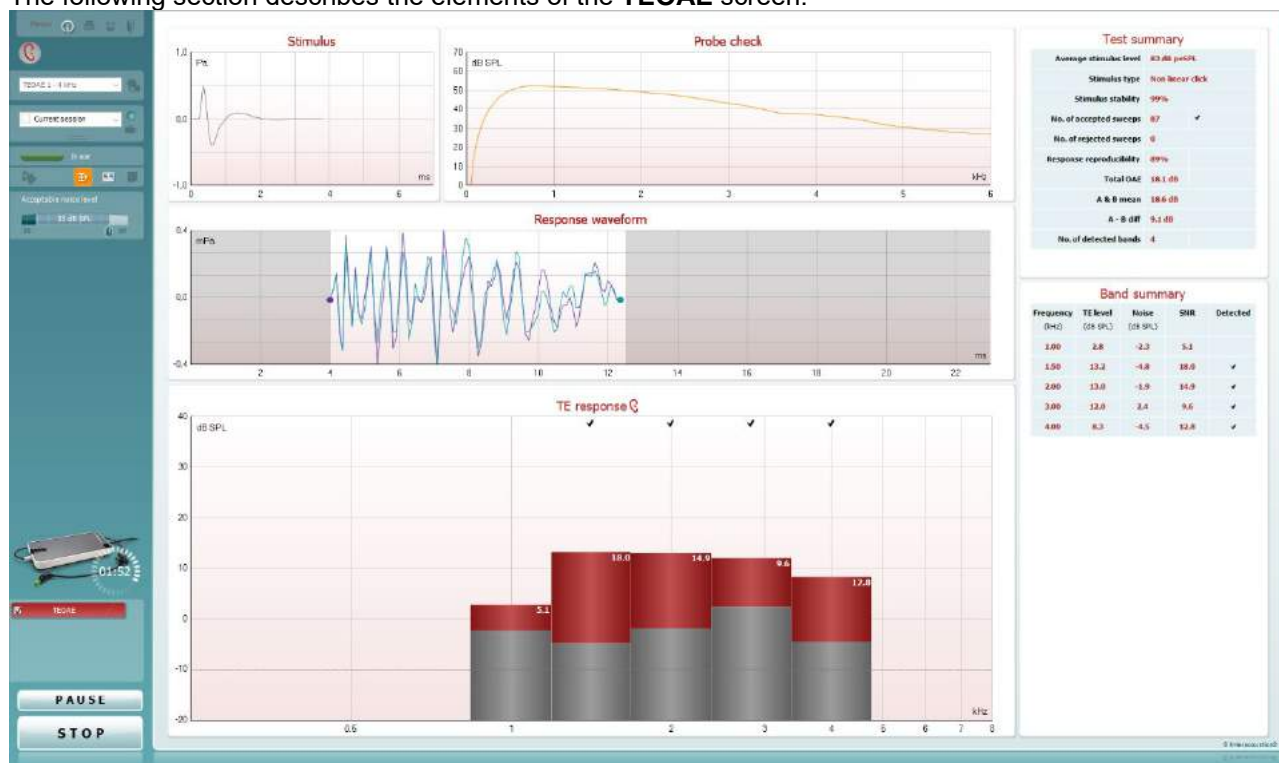 The following section describes the elements of the TEOAE screen.
TEOAE 1 - 4 kHz
Current session
In ear
Acceptable noise level
01:52
TEOAE
PAUSE
STOP
Stimulus
1,0
Pa
0,0
-1,0
ms
0 2 4 6
Probe check
70
dB SPL
60
50
40
30
20
10
0
kHz
0 1 2 3 4 5 6
Response waveform
0,4
mPa
0,0
-0,4
ms
2 4 6 8 10 12 14 16 18 20 22
TE response
40
dB SPL
30
20
10
0
-10
-20
5.1
18.0
14.9
9.6
12.8
kHz
0.5 1 2 3 4 5 6 7 8
Test summary
Average stimulus level 83 dB peSPL
Stimulus type Non linear click
Stimulus stability 99%
No. of accepted sweeps 87 ✔
No. of rejected sweeps 0
Response reproducibility 89%
Total OAE 18.1 dB
A & B mean 18.6 dB
A - B diff 9.1 dB
No. of detected bands 4
Band summary
Frequency TE level Noise SNR Detected
(kHz) (dB SPL) (dB SPL)
1.00 2.8 -2.3 5.1
1.50 13.2 -4.8 18.0 ✔
2.00 13.0 -1.9 14.9 ✔
3.00 12.0 2.4 9.6 ✔
4.00 8.3 -4.5 12.8 ✔